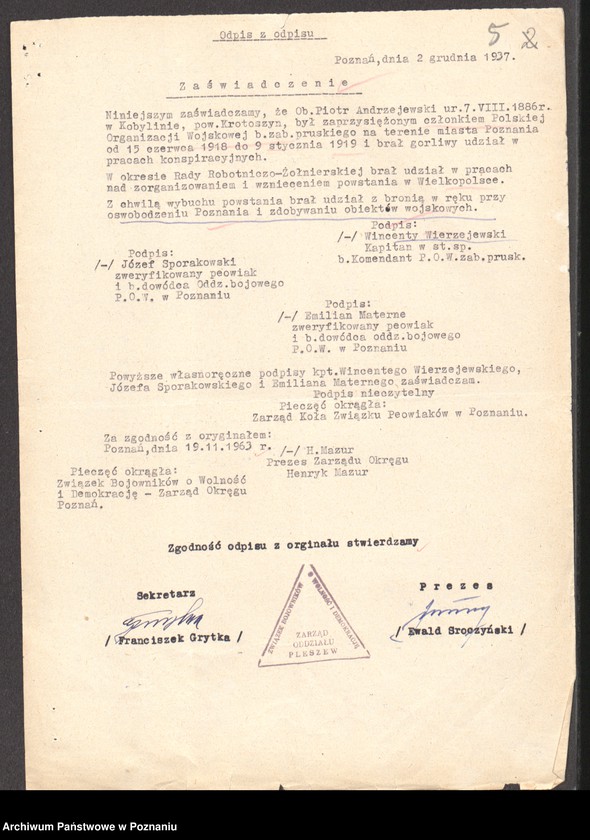 Odpis z odpisu
5 2
Poznań,dnia 2 grudnia 1937.
Zaświadczenie
Niniejszym zaświadczamy, że Ob.Piotr Andrzejewski ur.7.VIII.1886r.
w Kobylinie, pow.Krotoszyn, był zaprzysiężonym członkiem Polskiej
Organizacji Wojskowej b.zab.pruskiego na terenie miasta Poznania
od 15 czerwca 1918 do 9 stycznia 1919 i brał gorliwy udział w
pracach konspiracyjnych.
W okresie Rady Robotniczo-Żołnierskiej brał udział w pracach
nad zorganizowaniem i wznieceniem powstania w Wielkopolsce.
Z chwilą wybuchu powstania brał udział z bronią w ręku przy
oswobodzeniu Poznania i zdobywaniu obiektów wojskowych.
Podpis:
/-/ Wincenty Wierzejewski
Kapitan w st.sp.
b.Komendant P.O.W.zab.prusk.
Podpis:
/-/ Józef Sporakowski
zweryfikowany peowiak
i b.dowódca Oddz.bojowego
P.O.W. w Poznaniu
Podpis:
/-/ Emilian Materne
zweryfikowany peowiak
i b.dowódca oddz.bojowego
P.O.W. w Poznaniu
Powyższe własnoręczne podpisy kpt.Wincentego Wierzejewskiego,
Józefa Sporakowskiego i Emiliana Maternego zaświadczam.
Podpis nieczytelny
Pieczęć okrągła:
Zarząd Koła Związku Peowiaków w Poznaniu.
Za zgodność z oryginałem:
Poznań,dnia 19.11.1963 r.
/-/ H.Mazur
Prezes Zarządu Okręgu
Henryk Mazur
Pieczęć okrągła:
Związek Bojowników o Wolność
i Demokrację - Zarząd Okręgu
Poznań.
Zgodność odpisu z orginału stwierdzamy
Sekretarz
/ Franciszek Grytka /
ZWIĄZEK BOJOWNIKÓW
O WOLNOŚĆ I DEMOKRACJĘ
ZARZĄD
ODDZIAŁU
PLESZEW
Prezes
/ Ewald Sroczyński /
Archiwum Państwowe w Poznaniu